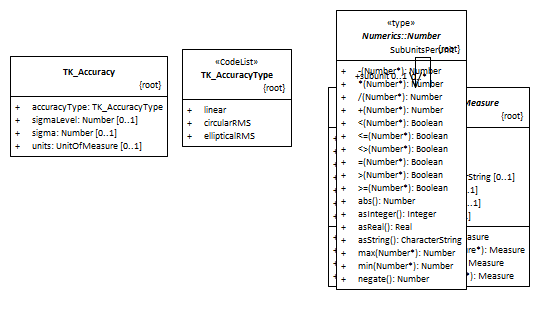 TK_Accuracy
{root}
+ accuracyType: TK_AccuracyType
+ sigmaLevel: Number [0..1]
+ sigma: Number [0..1]
+ units: UnitOfMeasure [0..1]
«CodeList»
TK_AccuracyType
{root}
+ linear
+ circularRMS
+ ellipticalRMS
«type»
Numerics::Number
{root}
+ -(Number*): Number
+ *(Number*): Number
+ /(Number*): Number
+ +(Number*): Number
+ <(Number*): Boolean
+ <=(Number*): Boolean
+ <>(Number*): Boolean
+ =(Number*): Boolean
+ >(Number*): Boolean
+ >=(Number*): Boolean
+ abs(): Number
+ asInteger(): Integer
+ asReal(): Real
+ asString(): CharacterString
+ max(Number*): Number
+ min(Number*): Number
+ negate(): Number
+subunit 0..1
Measure
{root}
String [0..1]
..1]
..1]
[0..1]
easure
re*): Measure
Measure
*): Measure